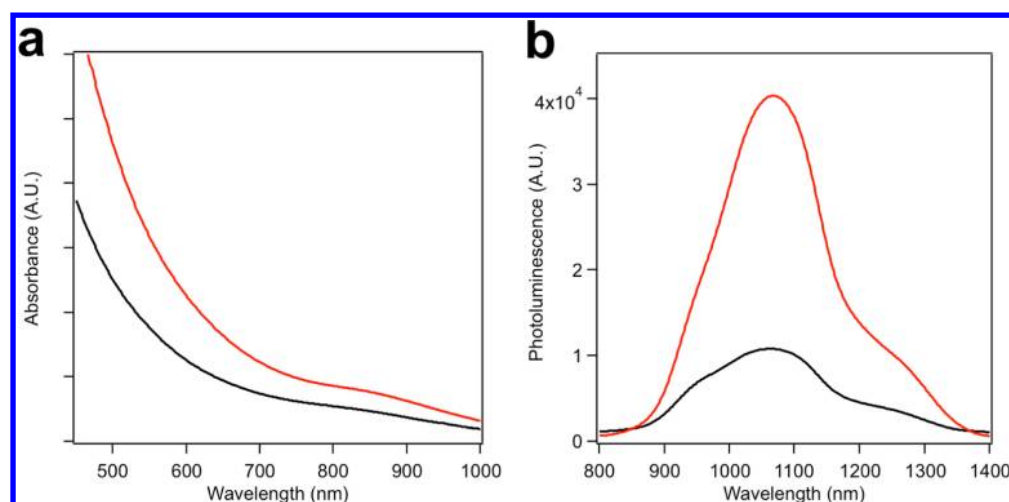 a
Absorbance (A.U.)
500 600 700 800 900 1000
Wavelength (nm)
b
Photoluminescence (A.U.)
4x10⁴
3
2
1
0
800 900 1000 1100 1200 1300 1400
Wavelength (nm)